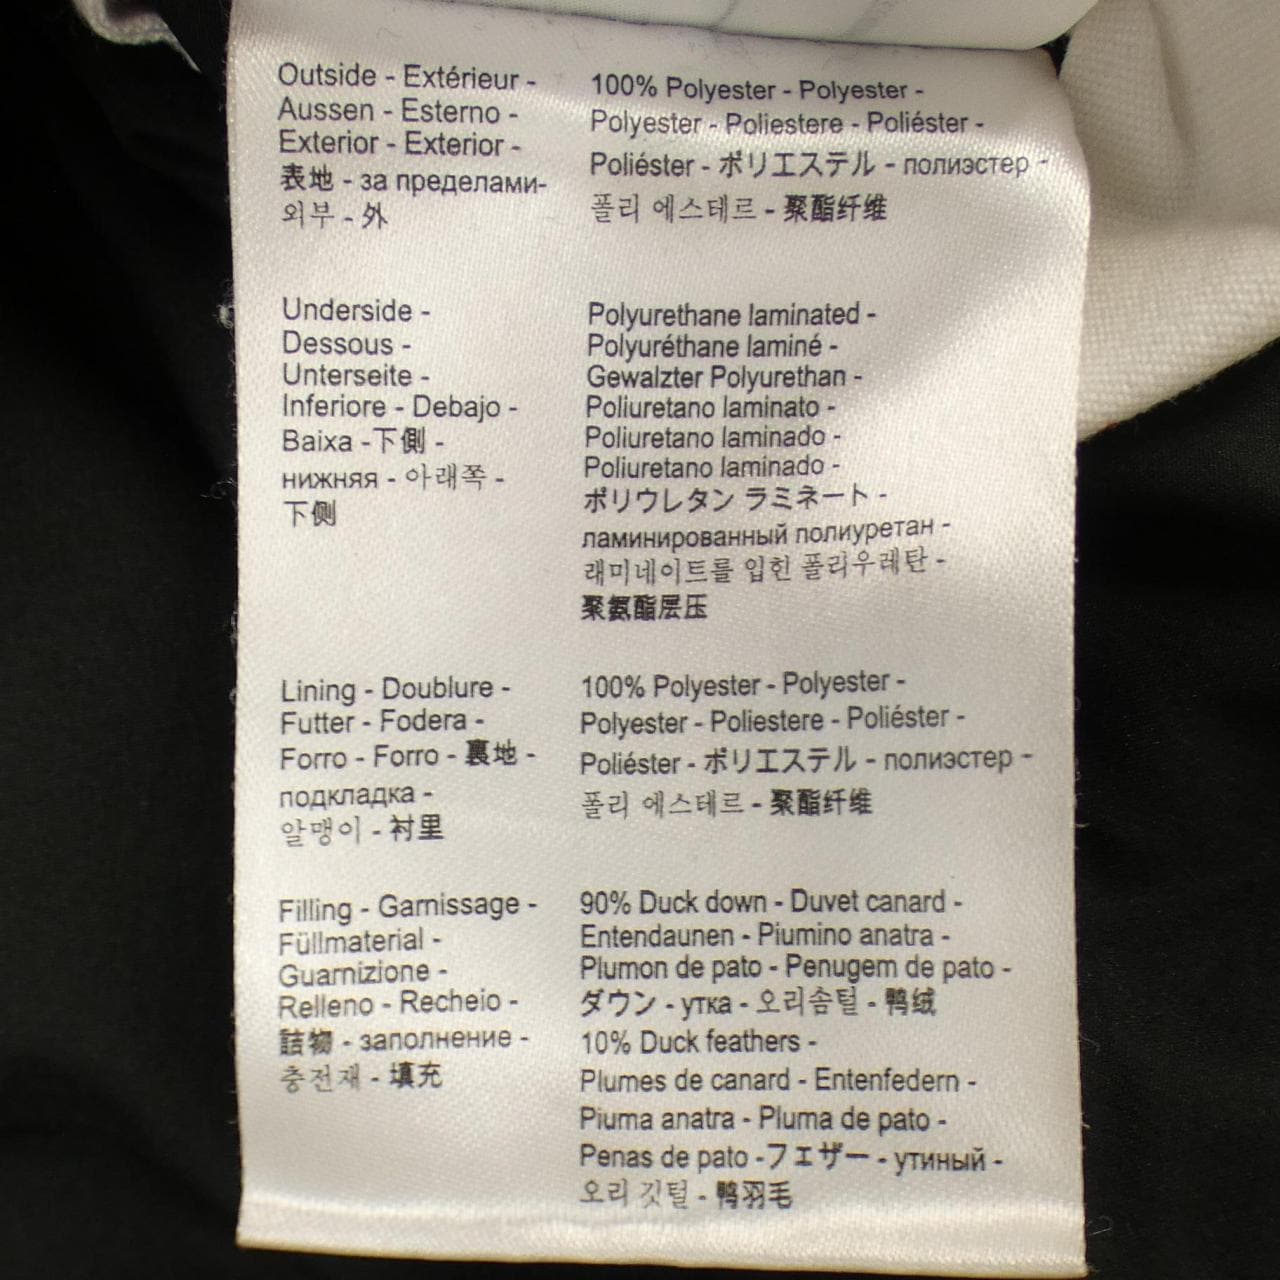 Outside - Extérieur -
Aussen - Esterno -
Exterior - Exterior -
表地 - за пределами-
외부 - 外
100% Polyester - Polyester -
Polyester - Poliestere - Poliéster -
Poliéster - ポリエステル - полиэстер -
폴리 에스테르 - 聚酯纤维
Underside -
Dessous -
Unterseite -
Inferiore - Debajo -
Baixa -下側 -
нижняя - 아래쪽 -
下侧
Polyurethane laminated -
Polyuréthane laminé -
Gewalzter Polyurethan -
Poliuretano laminato -
Poliuretano laminado -
Poliuretano laminado -
ポリウレタン ラミネート -
ламинированный полиуретан -
래미네이트를 입힌 폴리우레탄 -
聚氨酯层压
Lining - Doublure -
Futter - Fodera -
Forro - Forro - 裏地 -
подкладка -
알맹이 - 衬里
100% Polyester - Polyester -
Polyester - Poliestere - Poliéster -
Poliéster - ポリエステル - полиэстер -
폴리 에스테르 - 聚酯纤维
Filling - Garnissage -
Füllmaterial -
Guarnizione -
Relleno - Recheio -
詰物 - заполнение -
충전재 - 填充
90% Duck down - Duvet canard -
Entendaunen - Piumino anatra -
Plumon de pato - Penugem de pato -
ダウン - утка - 오리솜털 - 鸭绒
10% Duck feathers -
Plumes de canard - Entenfedern -
Piuma anatra - Pluma de pato -
Penas de pato -フェザー - утиный -
오리 깃털 - 鸭羽毛